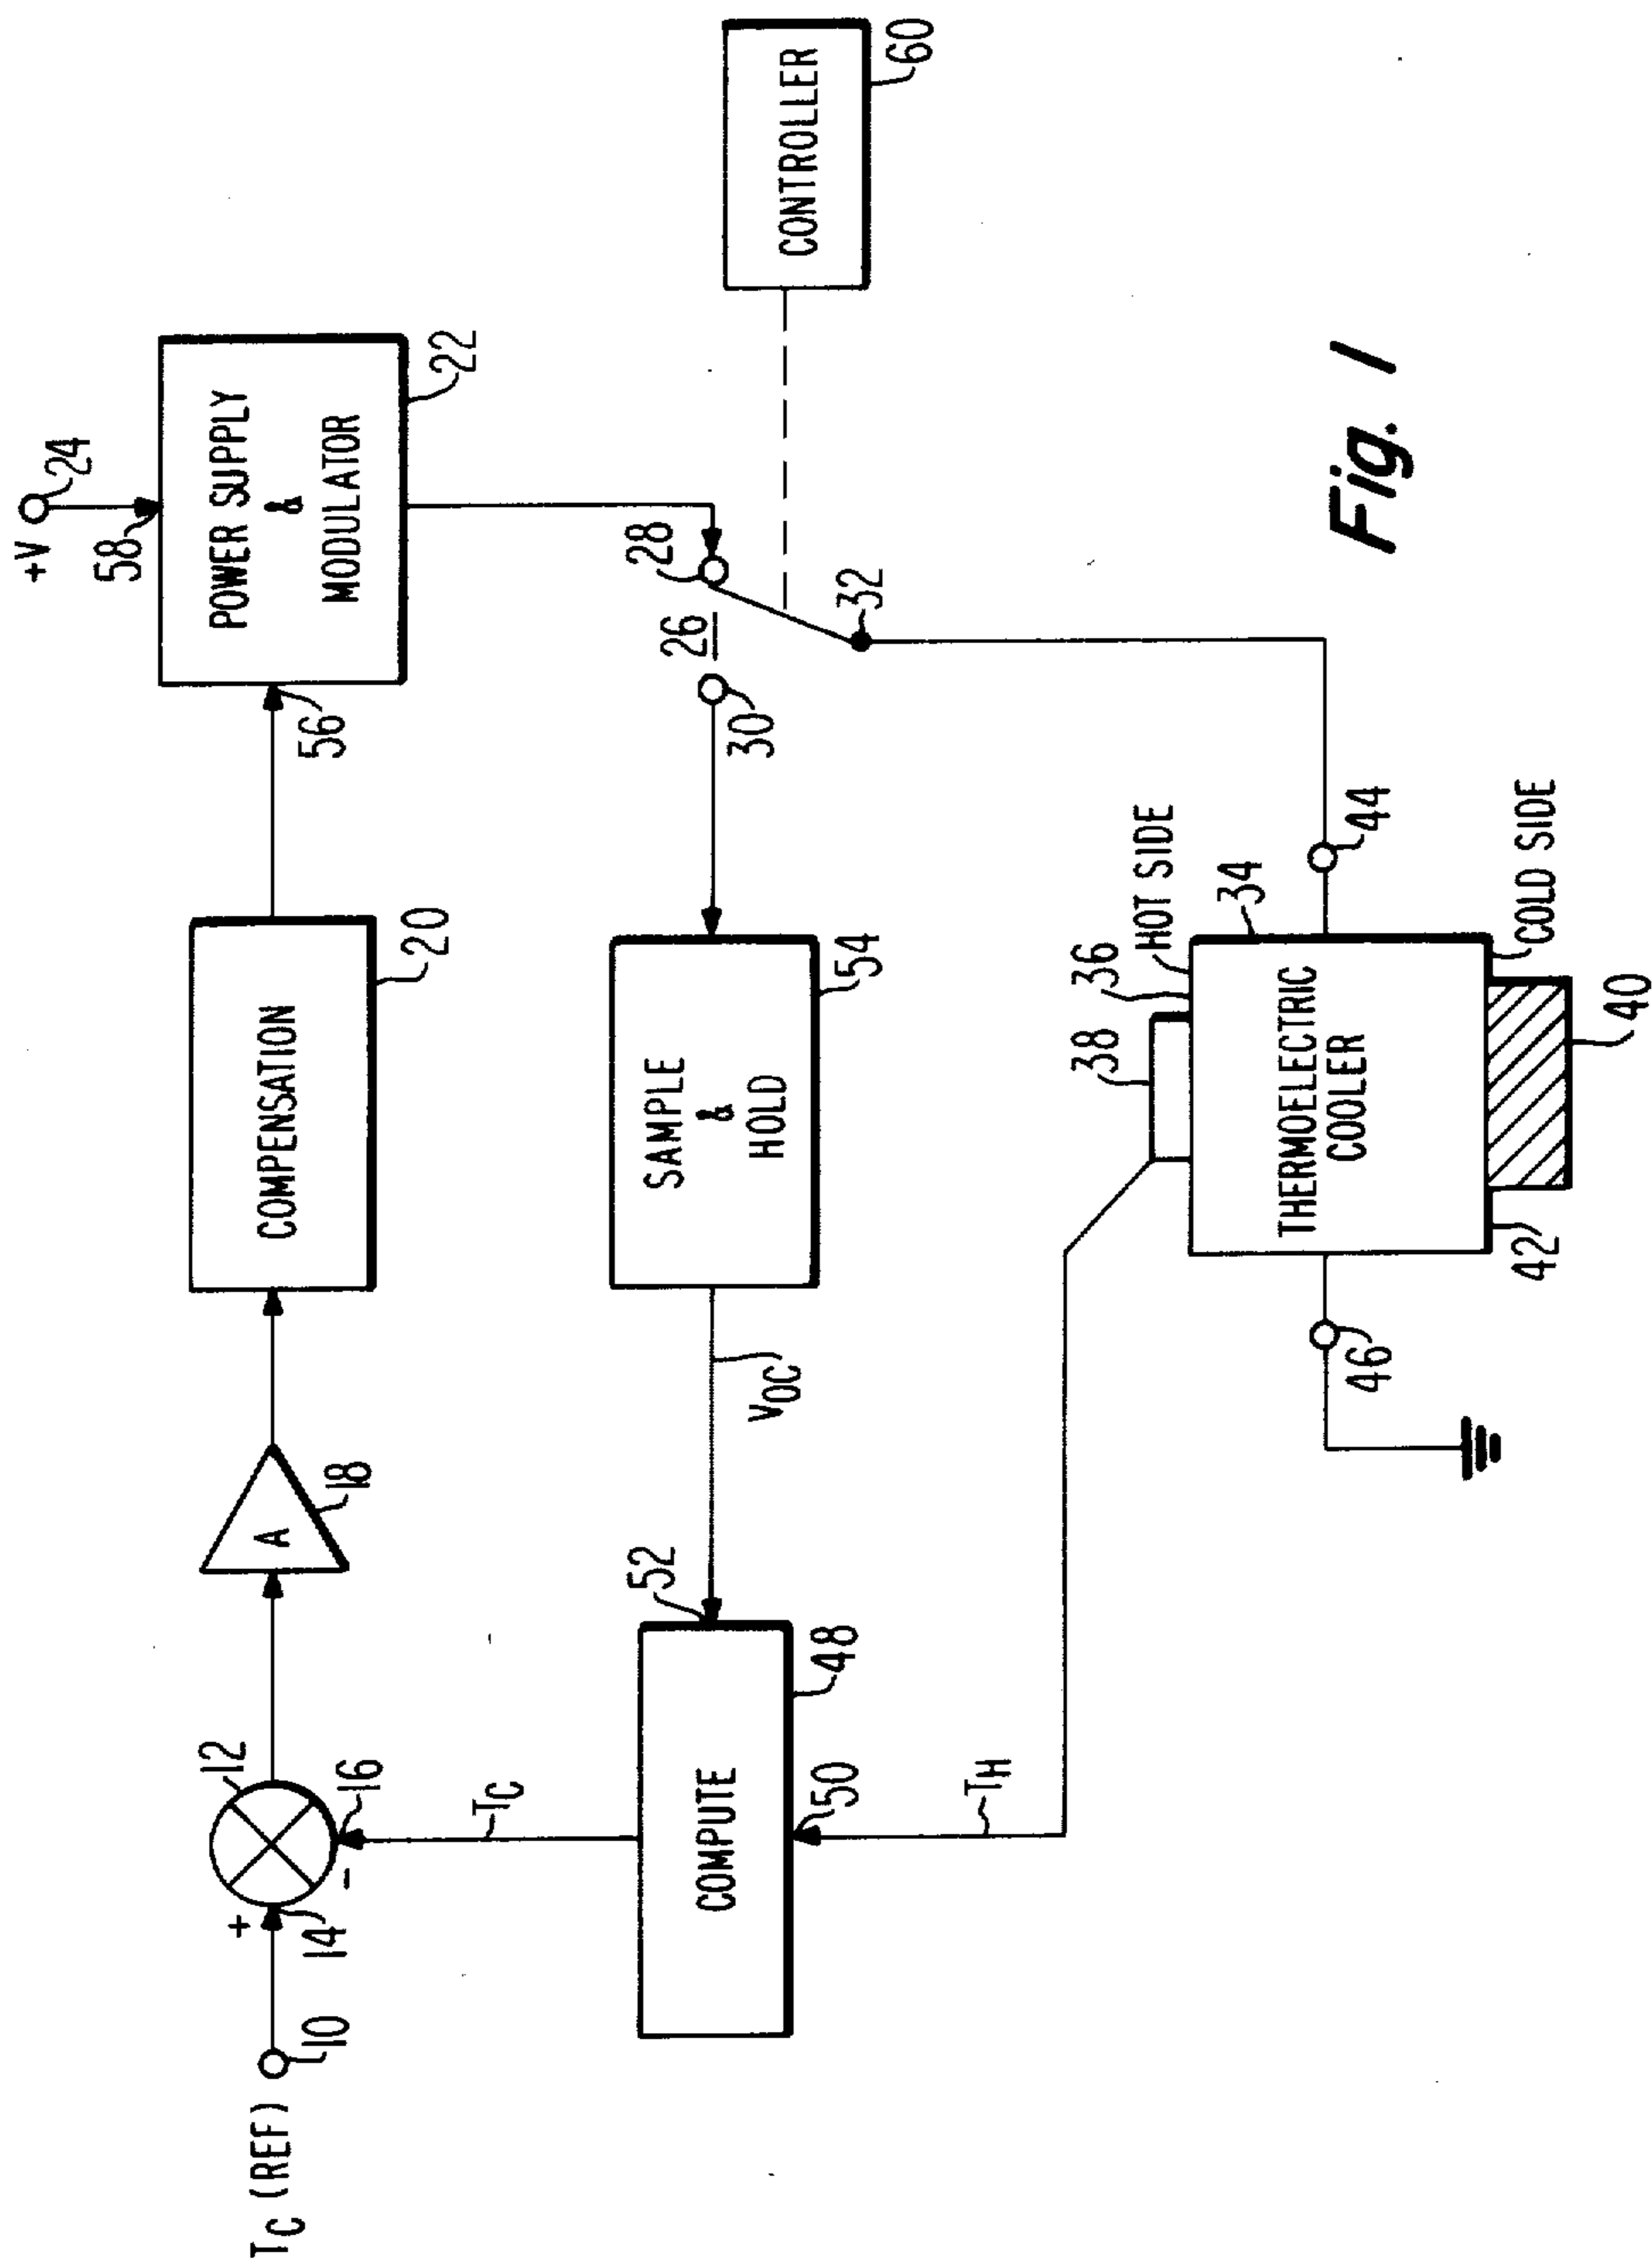 +V
24
58
POWER SUPPLY
&
MODULATOR
22
56
COMPENSATION
20
A
18
12
+
14
-
16
T_C (REF)
10
T_C
28
26
30
32
CONTROLLER
60
SAMPLE
&
HOLD
54
V_OC
52
COMPUTE
48
50
T_H
HOT SIDE
36
38
34
THERMOELECTRIC
COOLER
44
46
42
COLD SIDE
40
Fig. 1